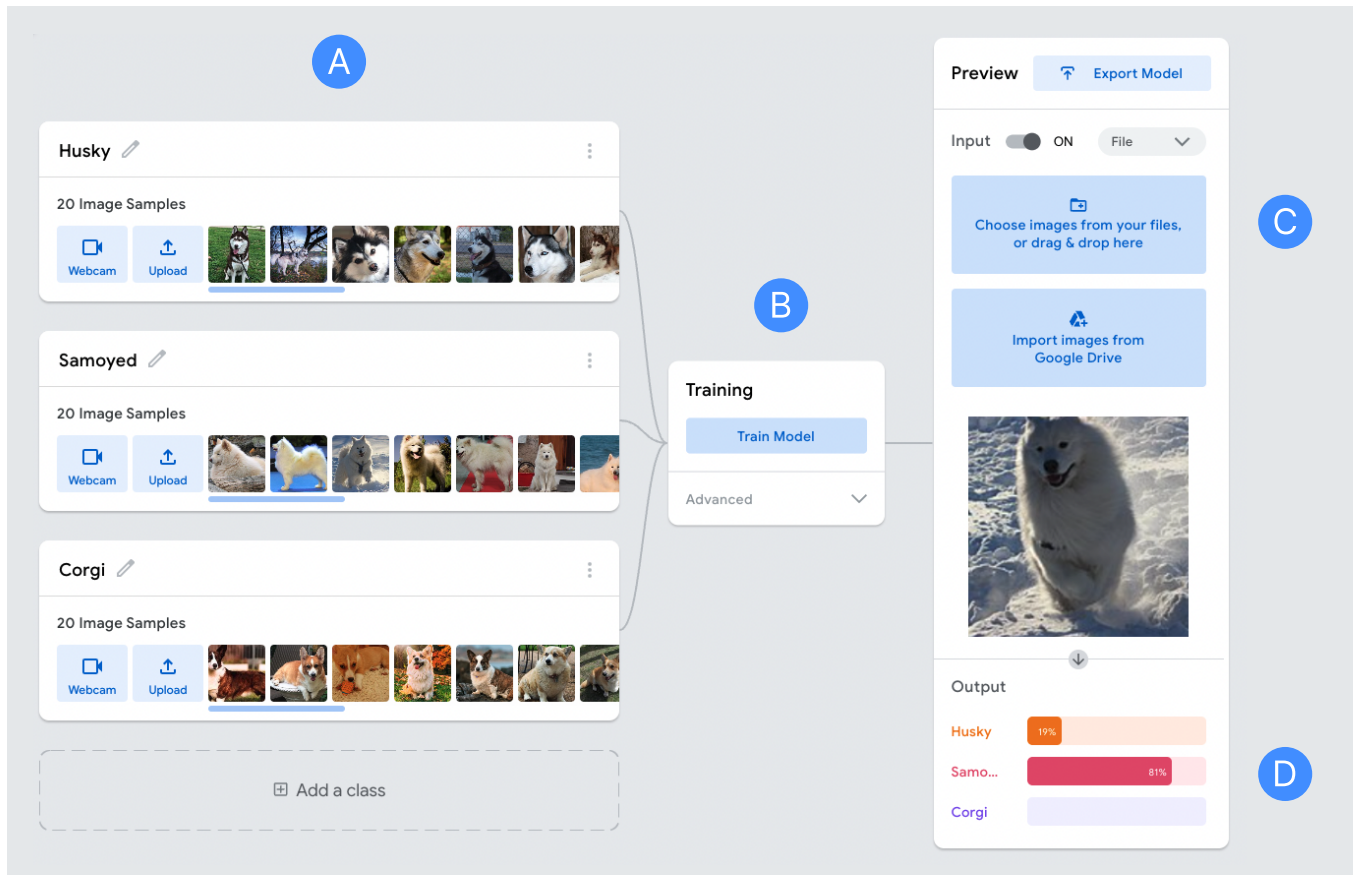 A
Husky
20 Image Samples
Webcam
Upload
Samoyed
20 Image Samples
Webcam
Upload
Corgi
20 Image Samples
Webcam
Upload
Add a class
B
Training
Train Model
Advanced
Preview
Export Model
Input
ON
File
Choose images from your files,
or drag & drop here
Import images from
Google Drive
C
Output
Husky
19%
Samo...
81%
Corgi
D